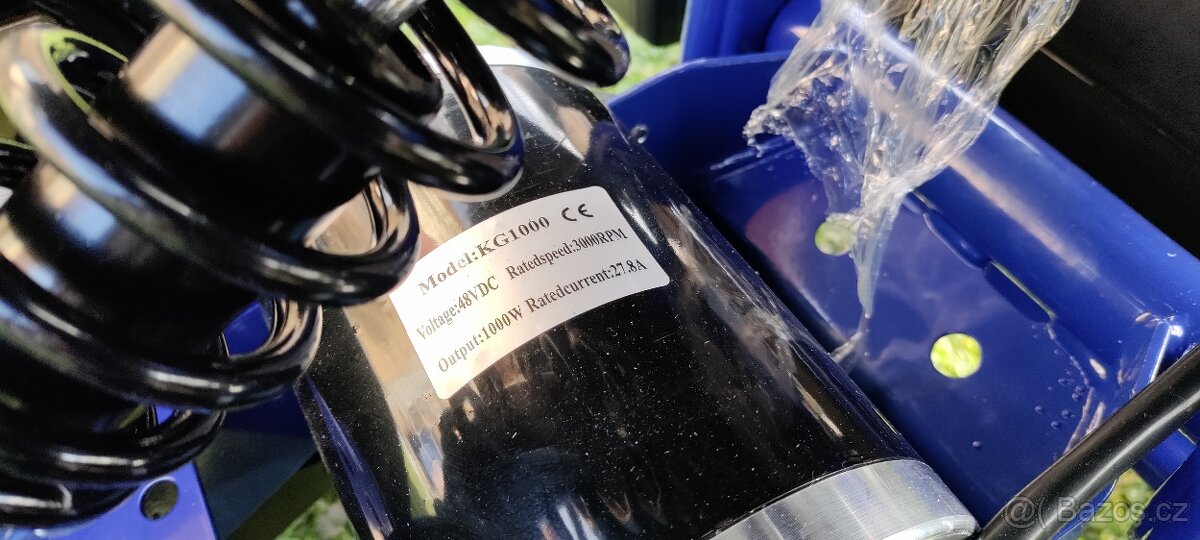 Model:KG1000 CE
Voltage:48VDC Ratedspeed:3000RPM
Output:1000W Ratedcurrent:27.8A
Bazos.cz